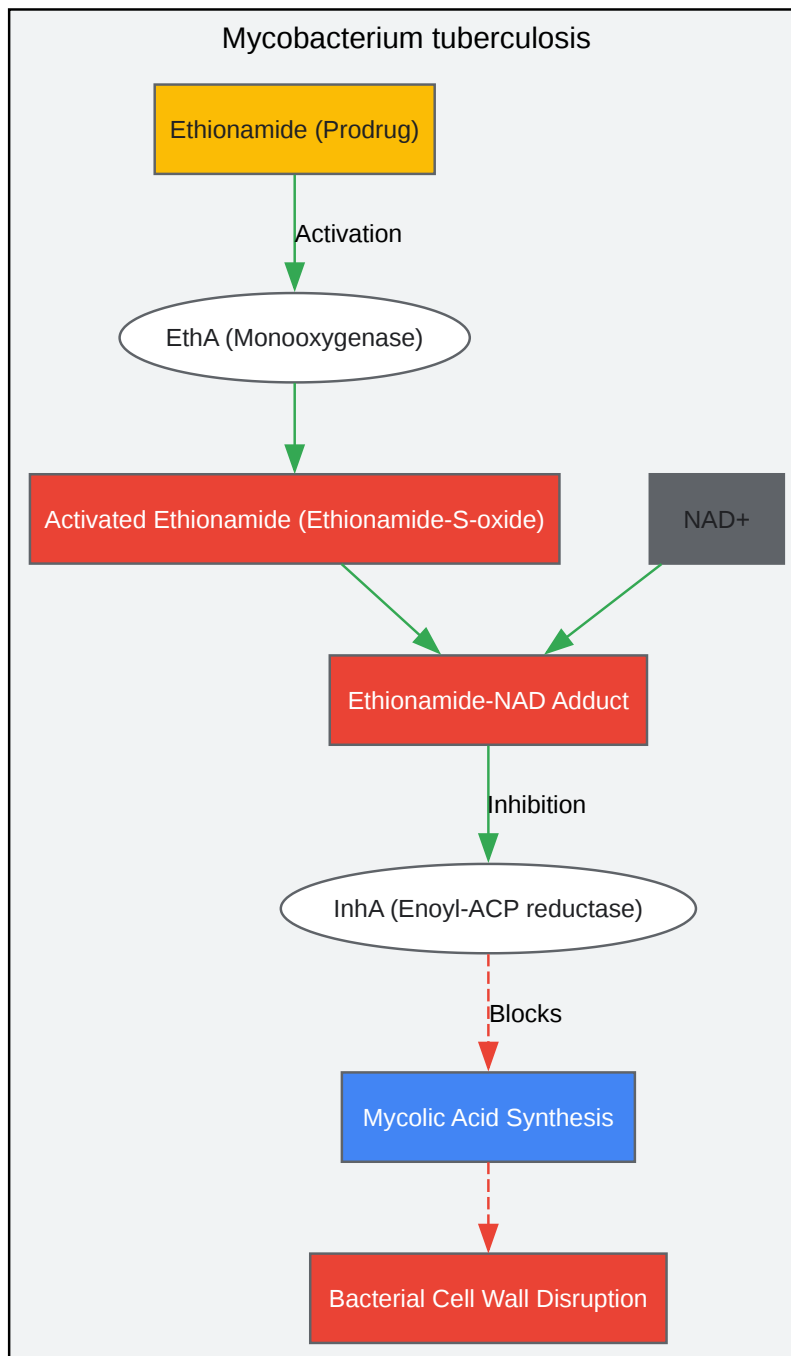 Mycobacterium tuberculosis
Ethionamide (Prodrug)
Activation
EthA (Monooxygenase)
Activated Ethionamide (Ethionamide-S-oxide)
NAD+
Ethionamide-NAD Adduct
Inhibition
InhA (Enoyl-ACP reductase)
Blocks
Mycolic Acid Synthesis
Bacterial Cell Wall Disruption